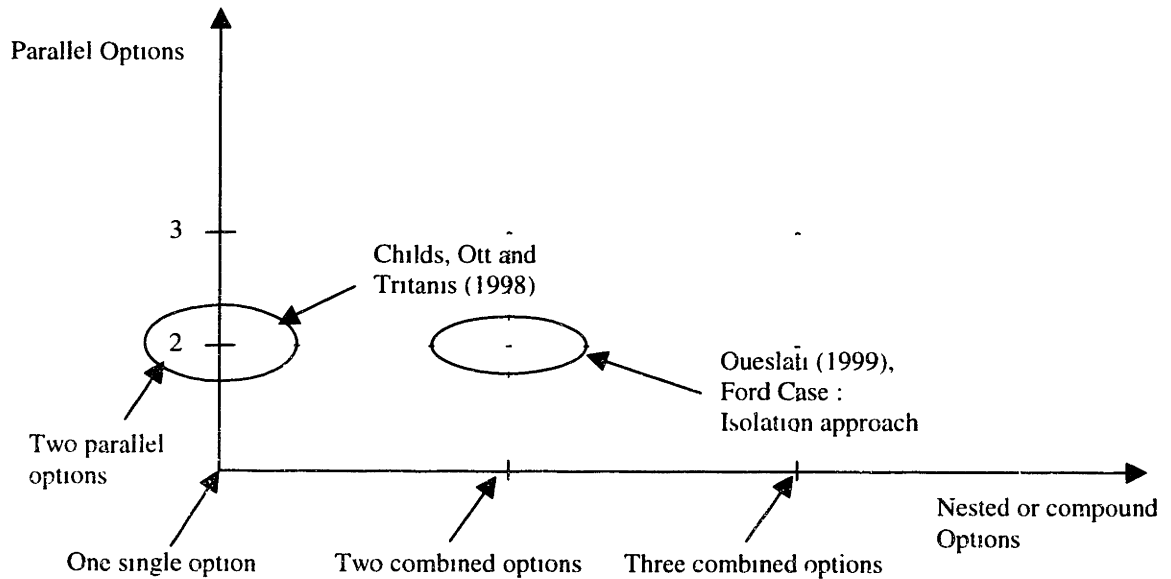 Parallel Options
3
Childs, Ott and
Tritanis (1998)
2
Oueslati (1999),
Ford Case :
Isolation approach
Two parallel
options
Nested or compound
Options
One single option
Two combined options
Three combined options